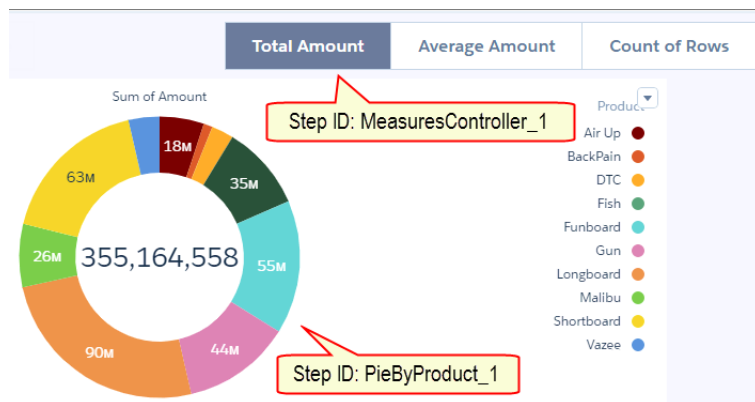 Total Amount
Average Amount
Count of Rows
Sum of Amount
Step ID: MeasuresController_1
Product
Air Up
BackPain
DTC
Fish
Funboard
Gun
Longboard
Malibu
Shortboard
Vazee
18M
35M
55M
44M
90M
26M
63M
355,164,558
Step ID: PieByProduct_1